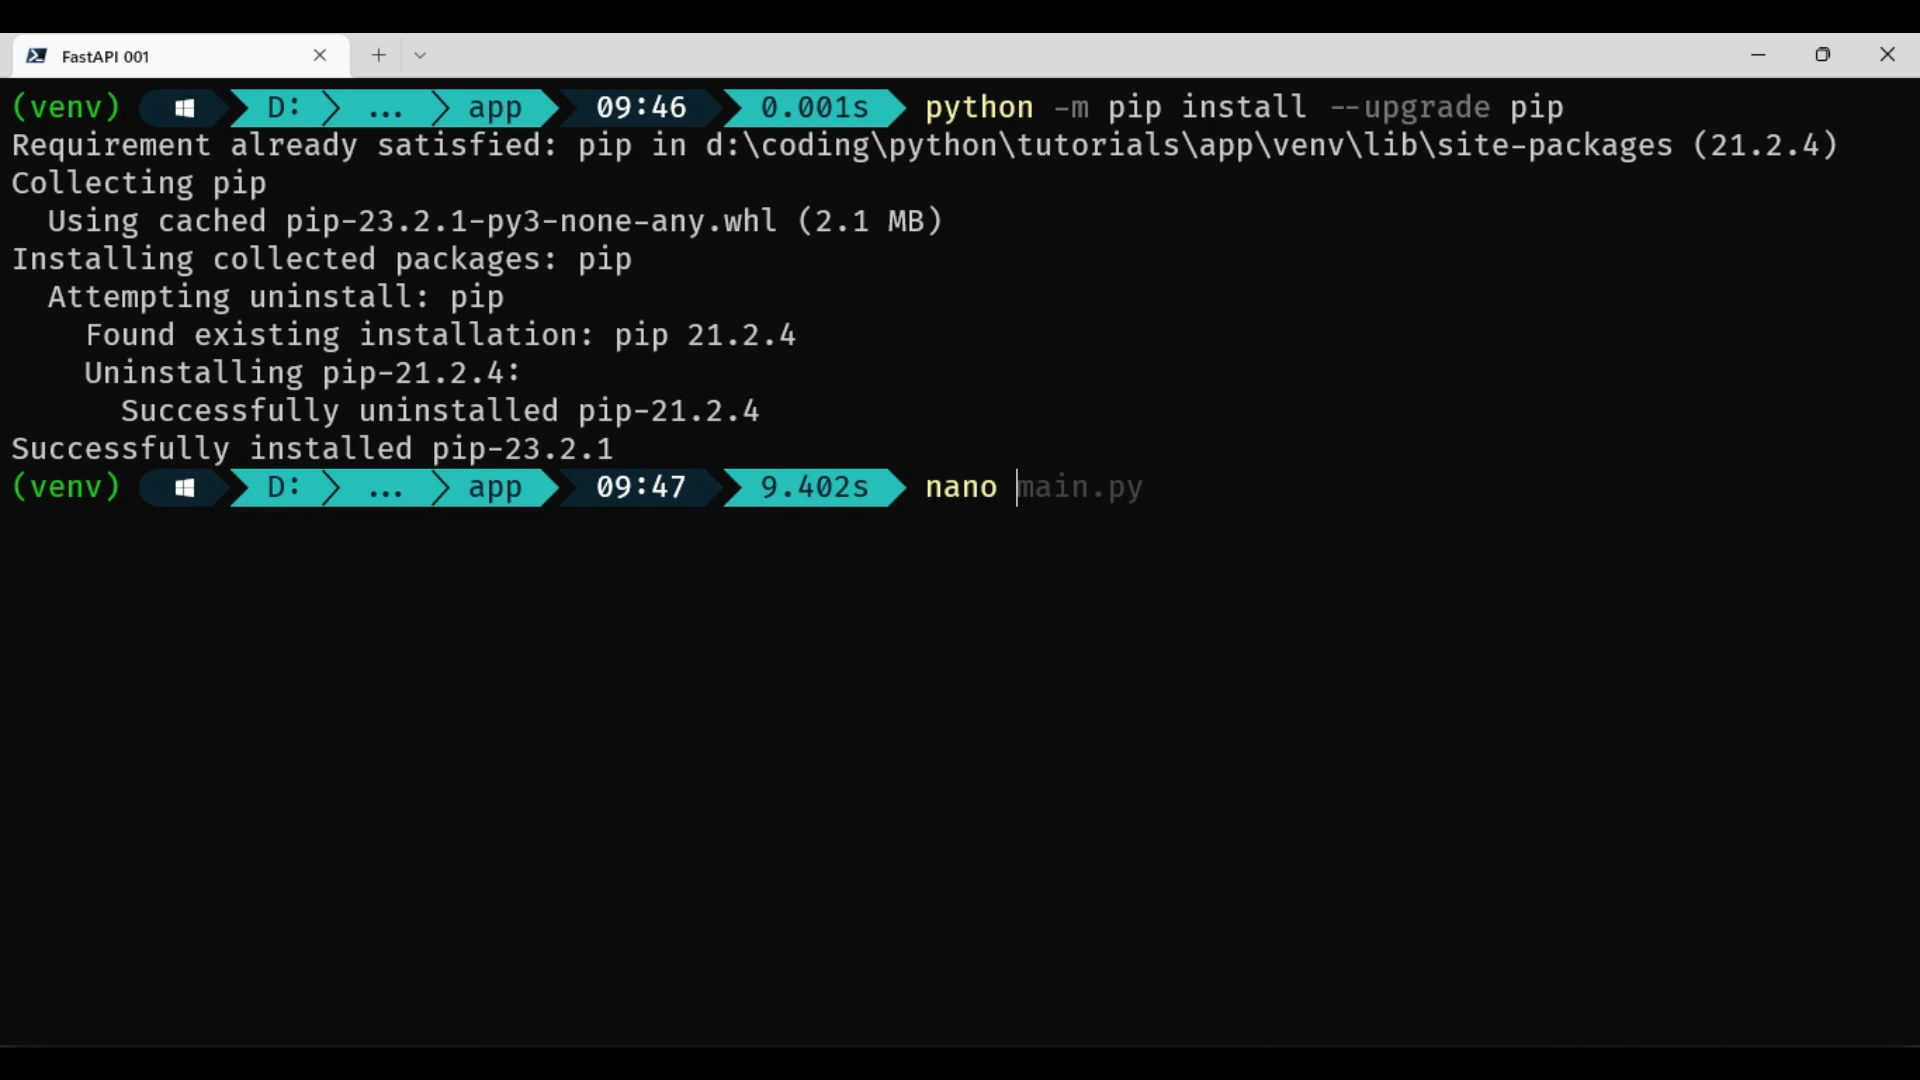 FastAPI 001
(venv) D: ... app 09:46 0.001s python -m pip install --upgrade pip
Requirement already satisfied: pip in d:\coding\python\tutorials\app\venv\lib\site-packages (21.2.4)
Collecting pip
Using cached pip-23.2.1-py3-none-any.whl (2.1 MB)
Installing collected packages: pip
Attempting uninstall: pip
Found existing installation: pip 21.2.4
Uninstalling pip-21.2.4:
Successfully uninstalled pip-21.2.4
Successfully installed pip-23.2.1
(venv) D: ... app 09:47 9.402s nano main.py